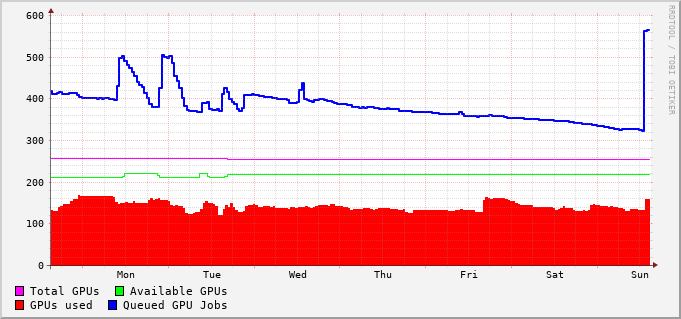 600
500
400
300
200
100
0
Mon Tue Wed Thu Fri Sat Sun
Total GPUs Available GPUs
GPUs used Queued GPU Jobs
RRDTOOL / TOBI OETIKER